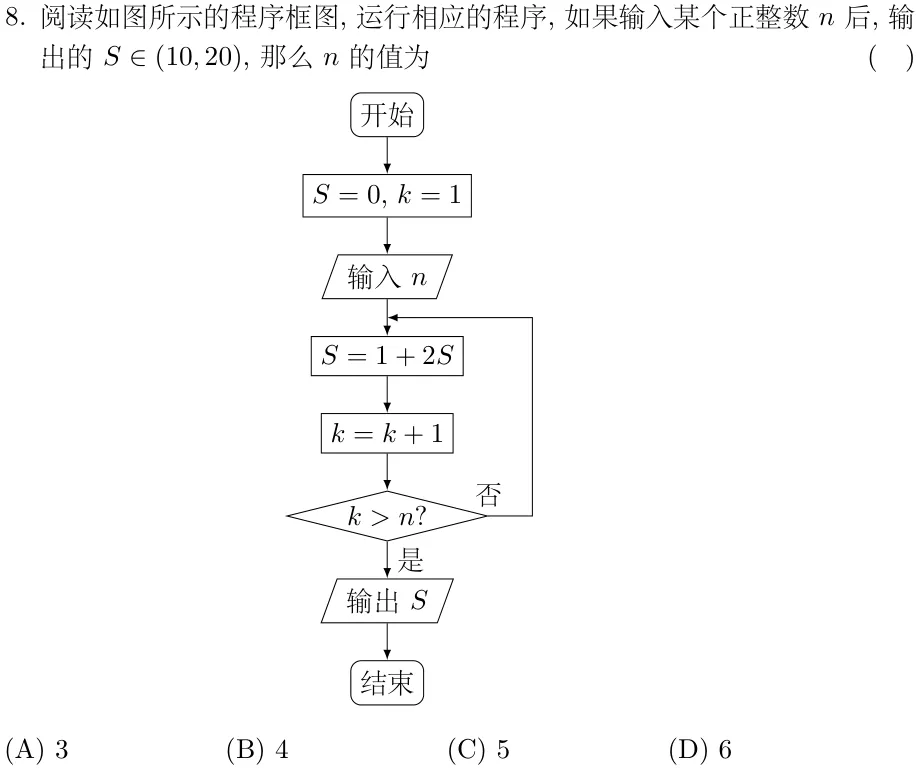 8. 阅读如图所示的程序框图, 运行相应的程序, 如果输入某个正整数 n 后, 输
出的 S ∈ (10, 20), 那么 n 的值为 ( )
开始
S = 0, k = 1
输入 n
S = 1 + 2S
k = k + 1
否
k > n?
是
输出 S
结束
(A) 3 (B) 4 (C) 5 (D) 6